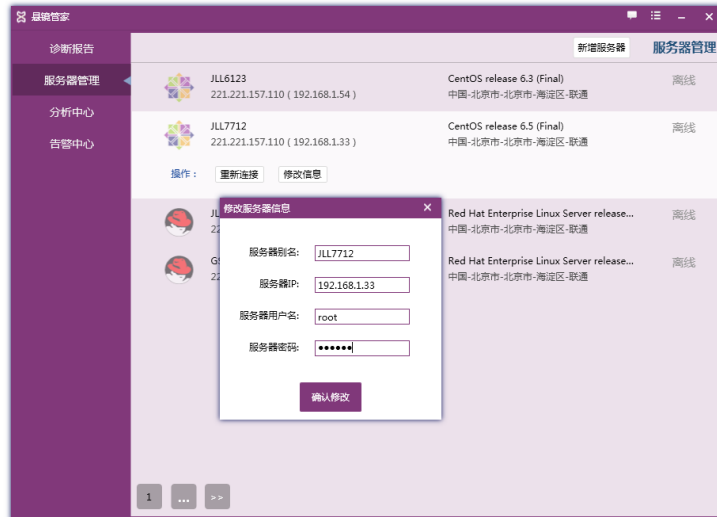 悬镜管家
诊断报告
服务器管理
分析中心
告警中心
新增服务器
服务器管理
JLL6123
CentOS release 6.3 (Final)
离线
221.221.157.110 ( 192.168.1.54 )
中国-北京市-北京市-海淀区-联通
JLL7712
CentOS release 6.5 (Final)
离线
221.221.157.110 ( 192.168.1.33 )
中国-北京市-北京市-海淀区-联通
操作：
重新连接
修改信息
Red Hat Enterprise Linux Server release...
离线
中国-北京市-北京市-海淀区-联通
Red Hat Enterprise Linux Server release...
离线
中国-北京市-北京市-海淀区-联通
修改服务器信息
服务器别名: JLL7712
服务器IP: 192.168.1.33
服务器用户名: root
服务器密码: ●●●●●●
确认修改
1 ... >>